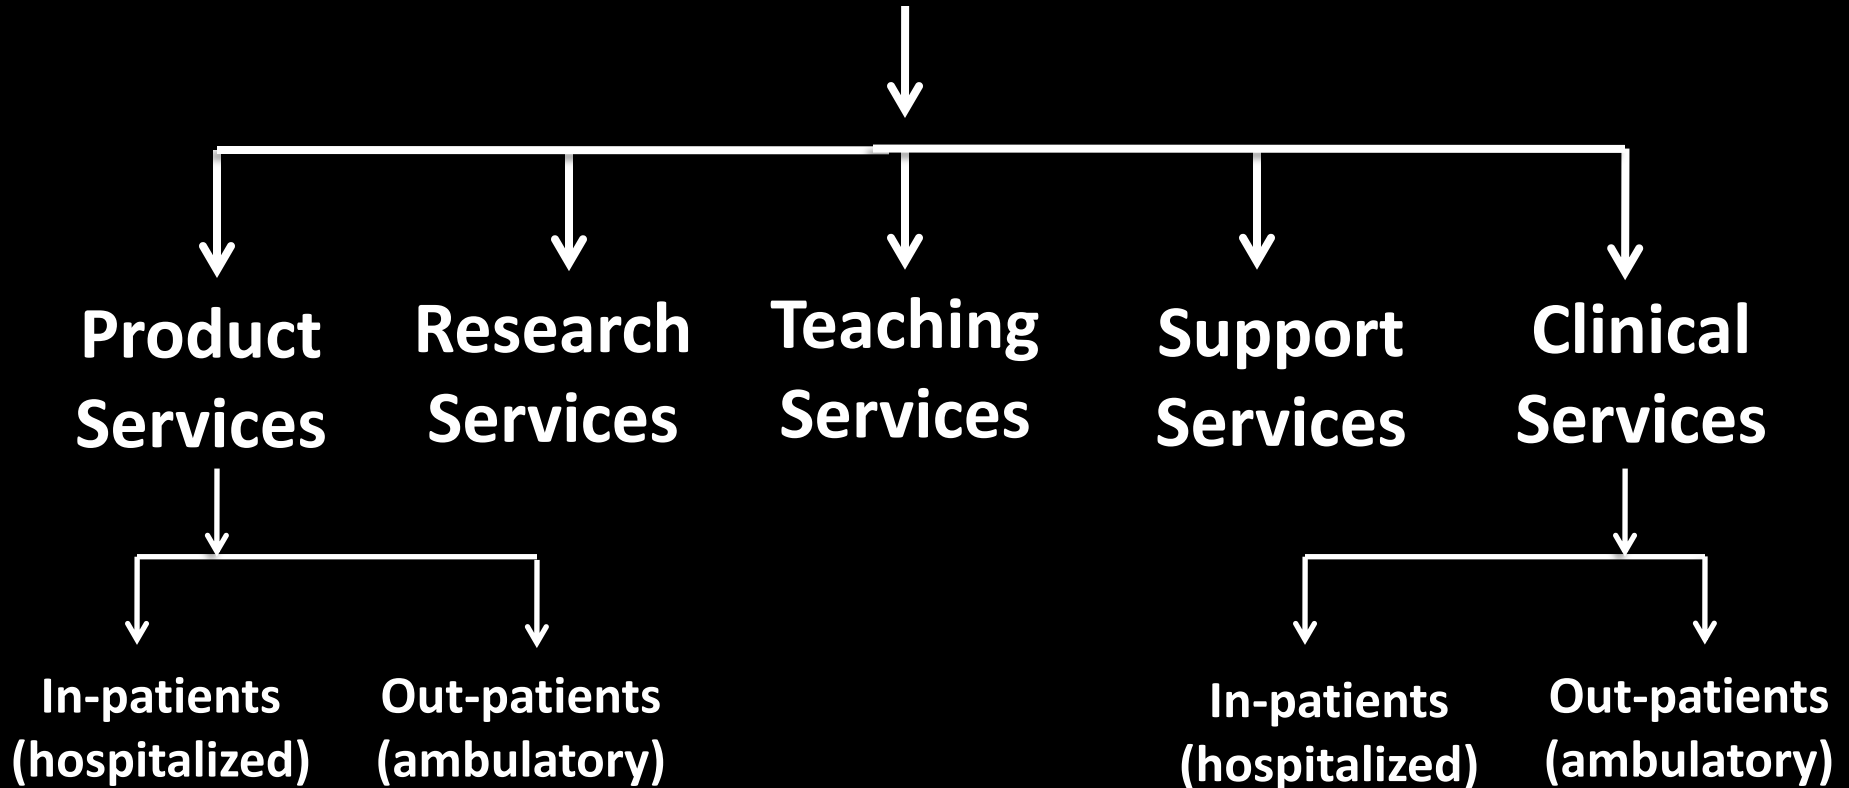 Product
Services
Research
Services
Teaching
Services
Support
Services
Clinical
Services
In-patients
(hospitalized)
Out-patients
(ambulatory)
In-patients
(hospitalized)
Out-patients
(ambulatory)